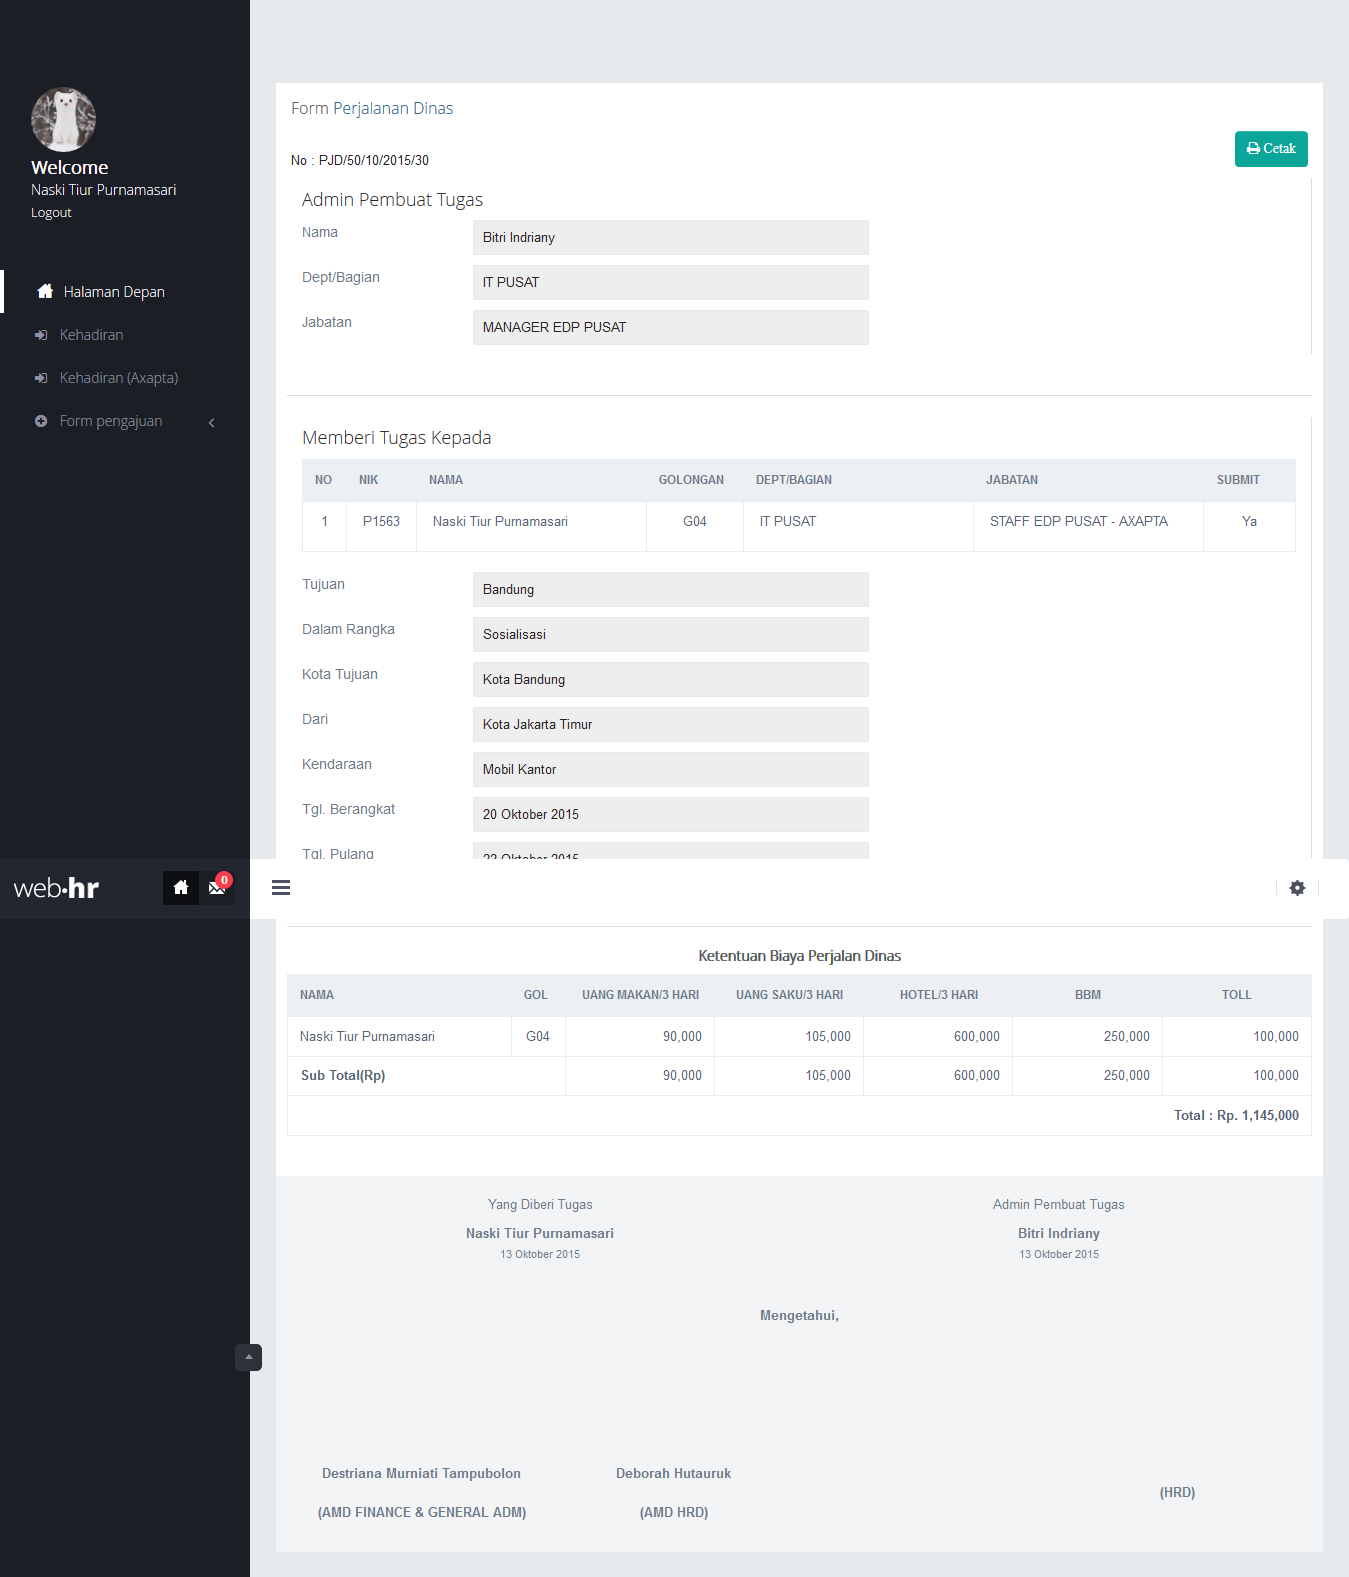 Welcome
Naski Tiur Purnamasari
Logout
Halaman Depan
Kehadiran
Kehadiran (Axapta)
Form pengajuan
Form Perjalanan Dinas
Cetak
No : PJD/50/10/2015/30
Admin Pembuat Tugas
Nama Bitri Indriany
Dept/Bagian IT PUSAT
Jabatan MANAGER EDP PUSAT
Memberi Tugas Kepada
NO NIK NAMA GOLONGAN DEPT/BAGIAN JABATAN SUBMIT
1 P1563 Naski Tiur Purnamasari G04 IT PUSAT STAFF EDP PUSAT - AXAPTA Ya
Tujuan Bandung
Dalam Rangka Sosialisasi
Kota Tujuan Kota Bandung
Dari Kota Jakarta Timur
Kendaraan Mobil Kantor
Tgl. Berangkat 20 Oktober 2015
Tgl. Pulang 22 Oktober 2015
web.hr 0
Ketentuan Biaya Perjalan Dinas
NAMA GOL UANG MAKAN/3 HARI UANG SAKU/3 HARI HOTEL/3 HARI BBM TOLL
Naski Tiur Purnamasari G04 90,000 105,000 600,000 250,000 100,000
Sub Total(Rp) 90,000 105,000 600,000 250,000 100,000
Total : Rp. 1,145,000
Yang Diberi Tugas Admin Pembuat Tugas
Naski Tiur Purnamasari Bitri Indriany
13 Oktober 2015 13 Oktober 2015
Mengetahui,
Destriana Murniati Tampubolon Deborah Hutauruk
(HRD)
(AMD FINANCE & GENERAL ADM) (AMD HRD)